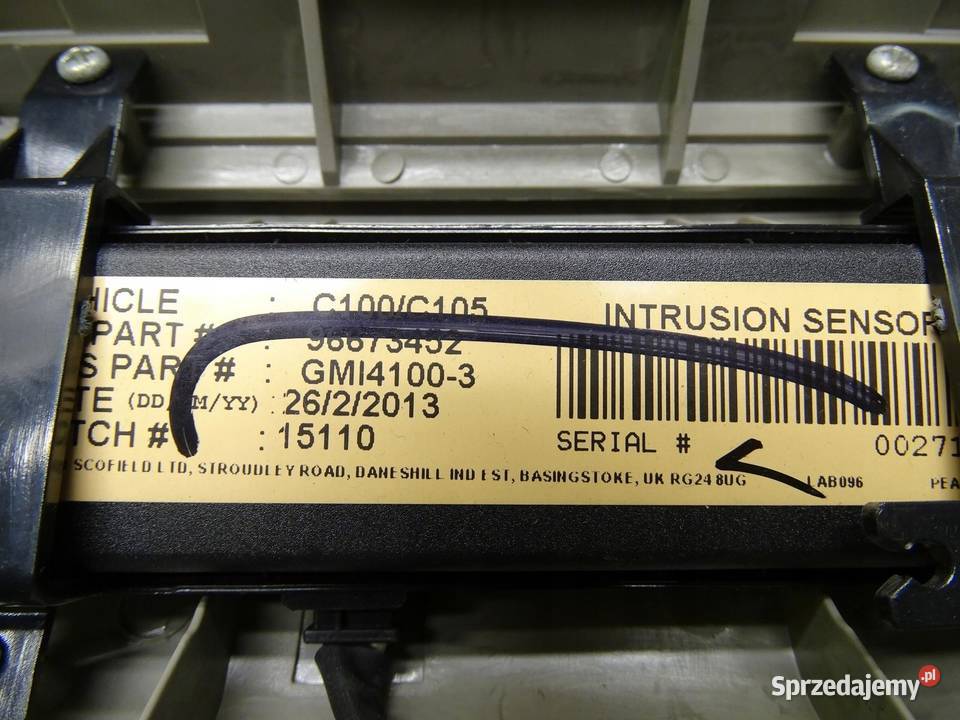 HICLE : C100/C105
PART # : 96673452
S PART # : GMI4100-3
TE (DD/MM/YY) : 26/2/2013
TCH # : 15110
INTRUSION SENSOR
SERIAL # 00271
SCOFIELD LTD, STROUDLEY ROAD, DANESHILL IND EST, BASINGSTOKE, UK RG24 8UG LAB096 PEA
Sprzedajemy.pl